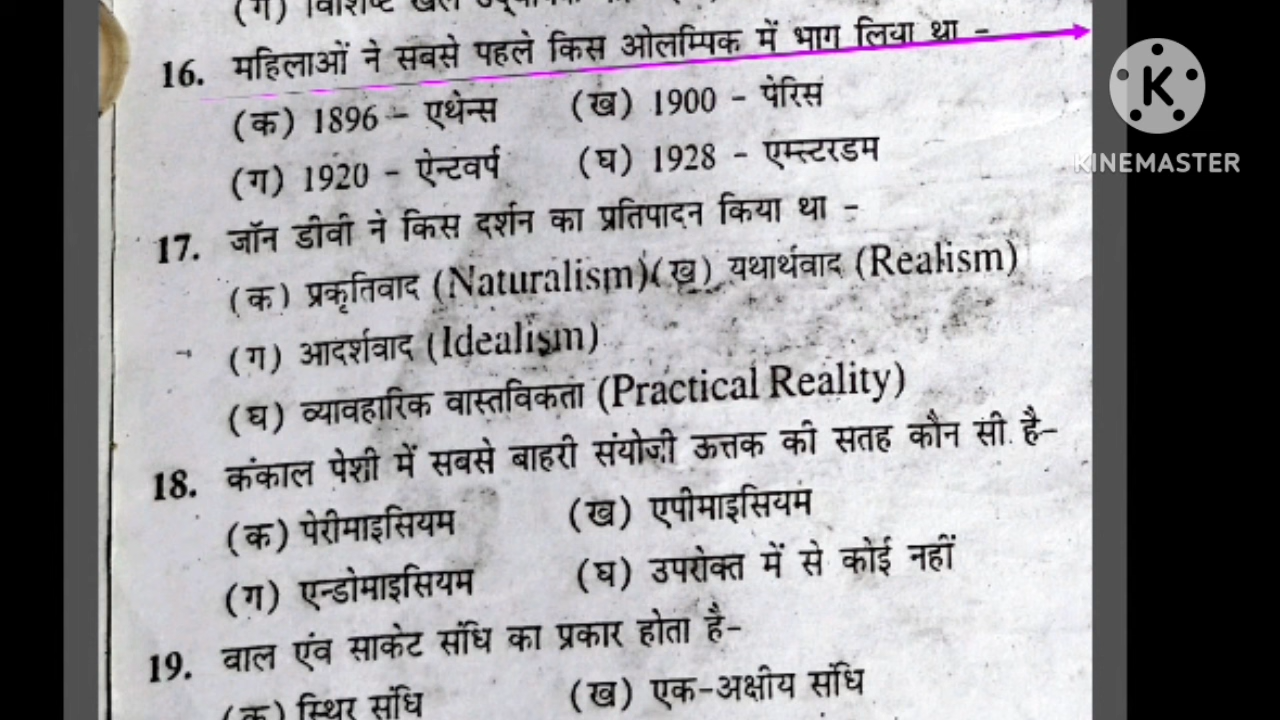 (ग) विशिष्ट खेल
16. महिलाओं ने सबसे पहले किस ओलम्पिक में भाग लिया था -
(क) 1896 - एथेन्स (ख) 1900 - पेरिस
(ग) 1920 - ऐन्टवर्प (घ) 1928 - एम्स्टरडम
17. जॉन डीवी ने किस दर्शन का प्रतिपादन किया था -
(क) प्रकृतिवाद (Naturalism)(ख) यथार्थवाद (Realism)
(ग) आदर्शवाद (Idealism)
(घ) व्यावहारिक वास्तविकता (Practical Reality)
18. कंकाल पेशी में सबसे बाहरी संयोजी ऊत्तक की सतह कौन सी है-
(क) पेरीमाइसियम (ख) एपीमाइसियम
(ग) एन्डोमाइसियम (घ) उपरोक्त में से कोई नहीं
19. वाल एंव साकेट संधि का प्रकार होता है-
(क) स्थिर संधि (ख) एक-अक्षीय संधि
K
KINEMASTER